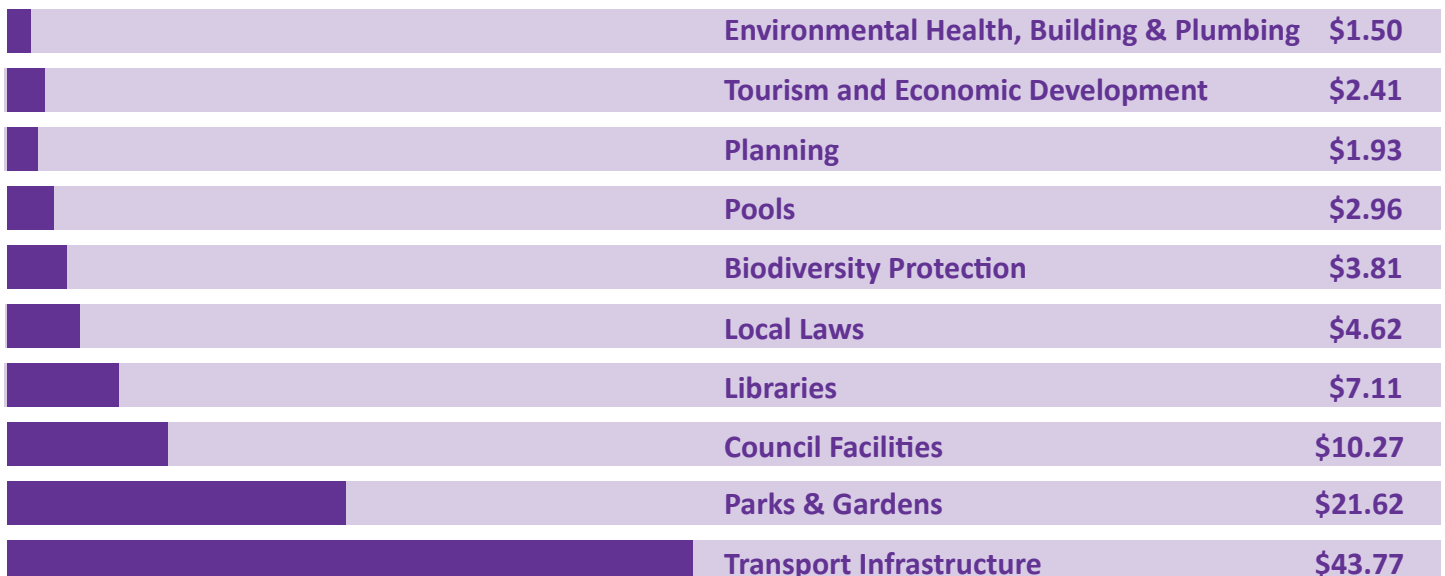 Environmental Health, Building & Plumbing $1.50
Tourism and Economic Development $2.41
Planning $1.93
Pools $2.96
Biodiversity Protection $3.81
Local Laws $4.62
Libraries $7.11
Council Facilities $10.27
Parks & Gardens $21.62
Transport Infrastructure $43.77